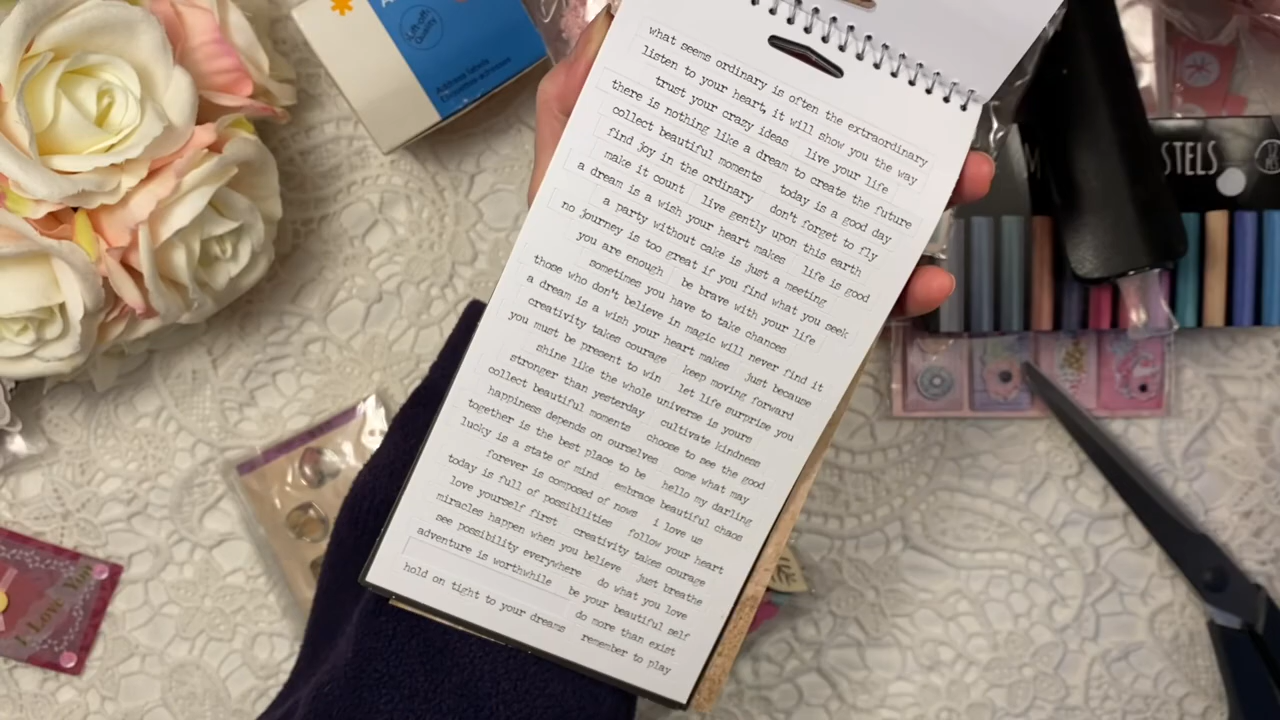 Address labels
what seems ordinary is often the extraordinary
listen to your heart, it will show you the way
trust your crazy ideas live your life
there is nothing like a dream to create the future
collect beautiful moments today is a good day
find joy in the ordinary don't forget to fly
make it count live gently upon this earth
a dream is a wish your heart makes life is good
a party without cake is just a meeting
no journey is too great if you find what you seek
you are enough be brave with your life
sometimes you have to take chances
those who don't believe in magic will never find it
a dream is a wish your heart makes just because
creativity takes courage keep moving forward
you must be present to win let life surprise you
shine like the whole universe is yours
stronger than yesterday cultivate kindness
collect beautiful moments choose to see the good
happiness depends on ourselves come what may
together is the best place to be hello my darling
lucky is a state of mind embrace beautiful chaos
forever is composed of nows i love us
today is full of possibilities follow your heart
love yourself first creativity takes courage
miracles happen when you believe just breathe
see possibility everywhere do what you love
adventure is worthwhile be your beautiful self
do more than exist
hold on tight to your dreams remember to play
STELS
I Love You